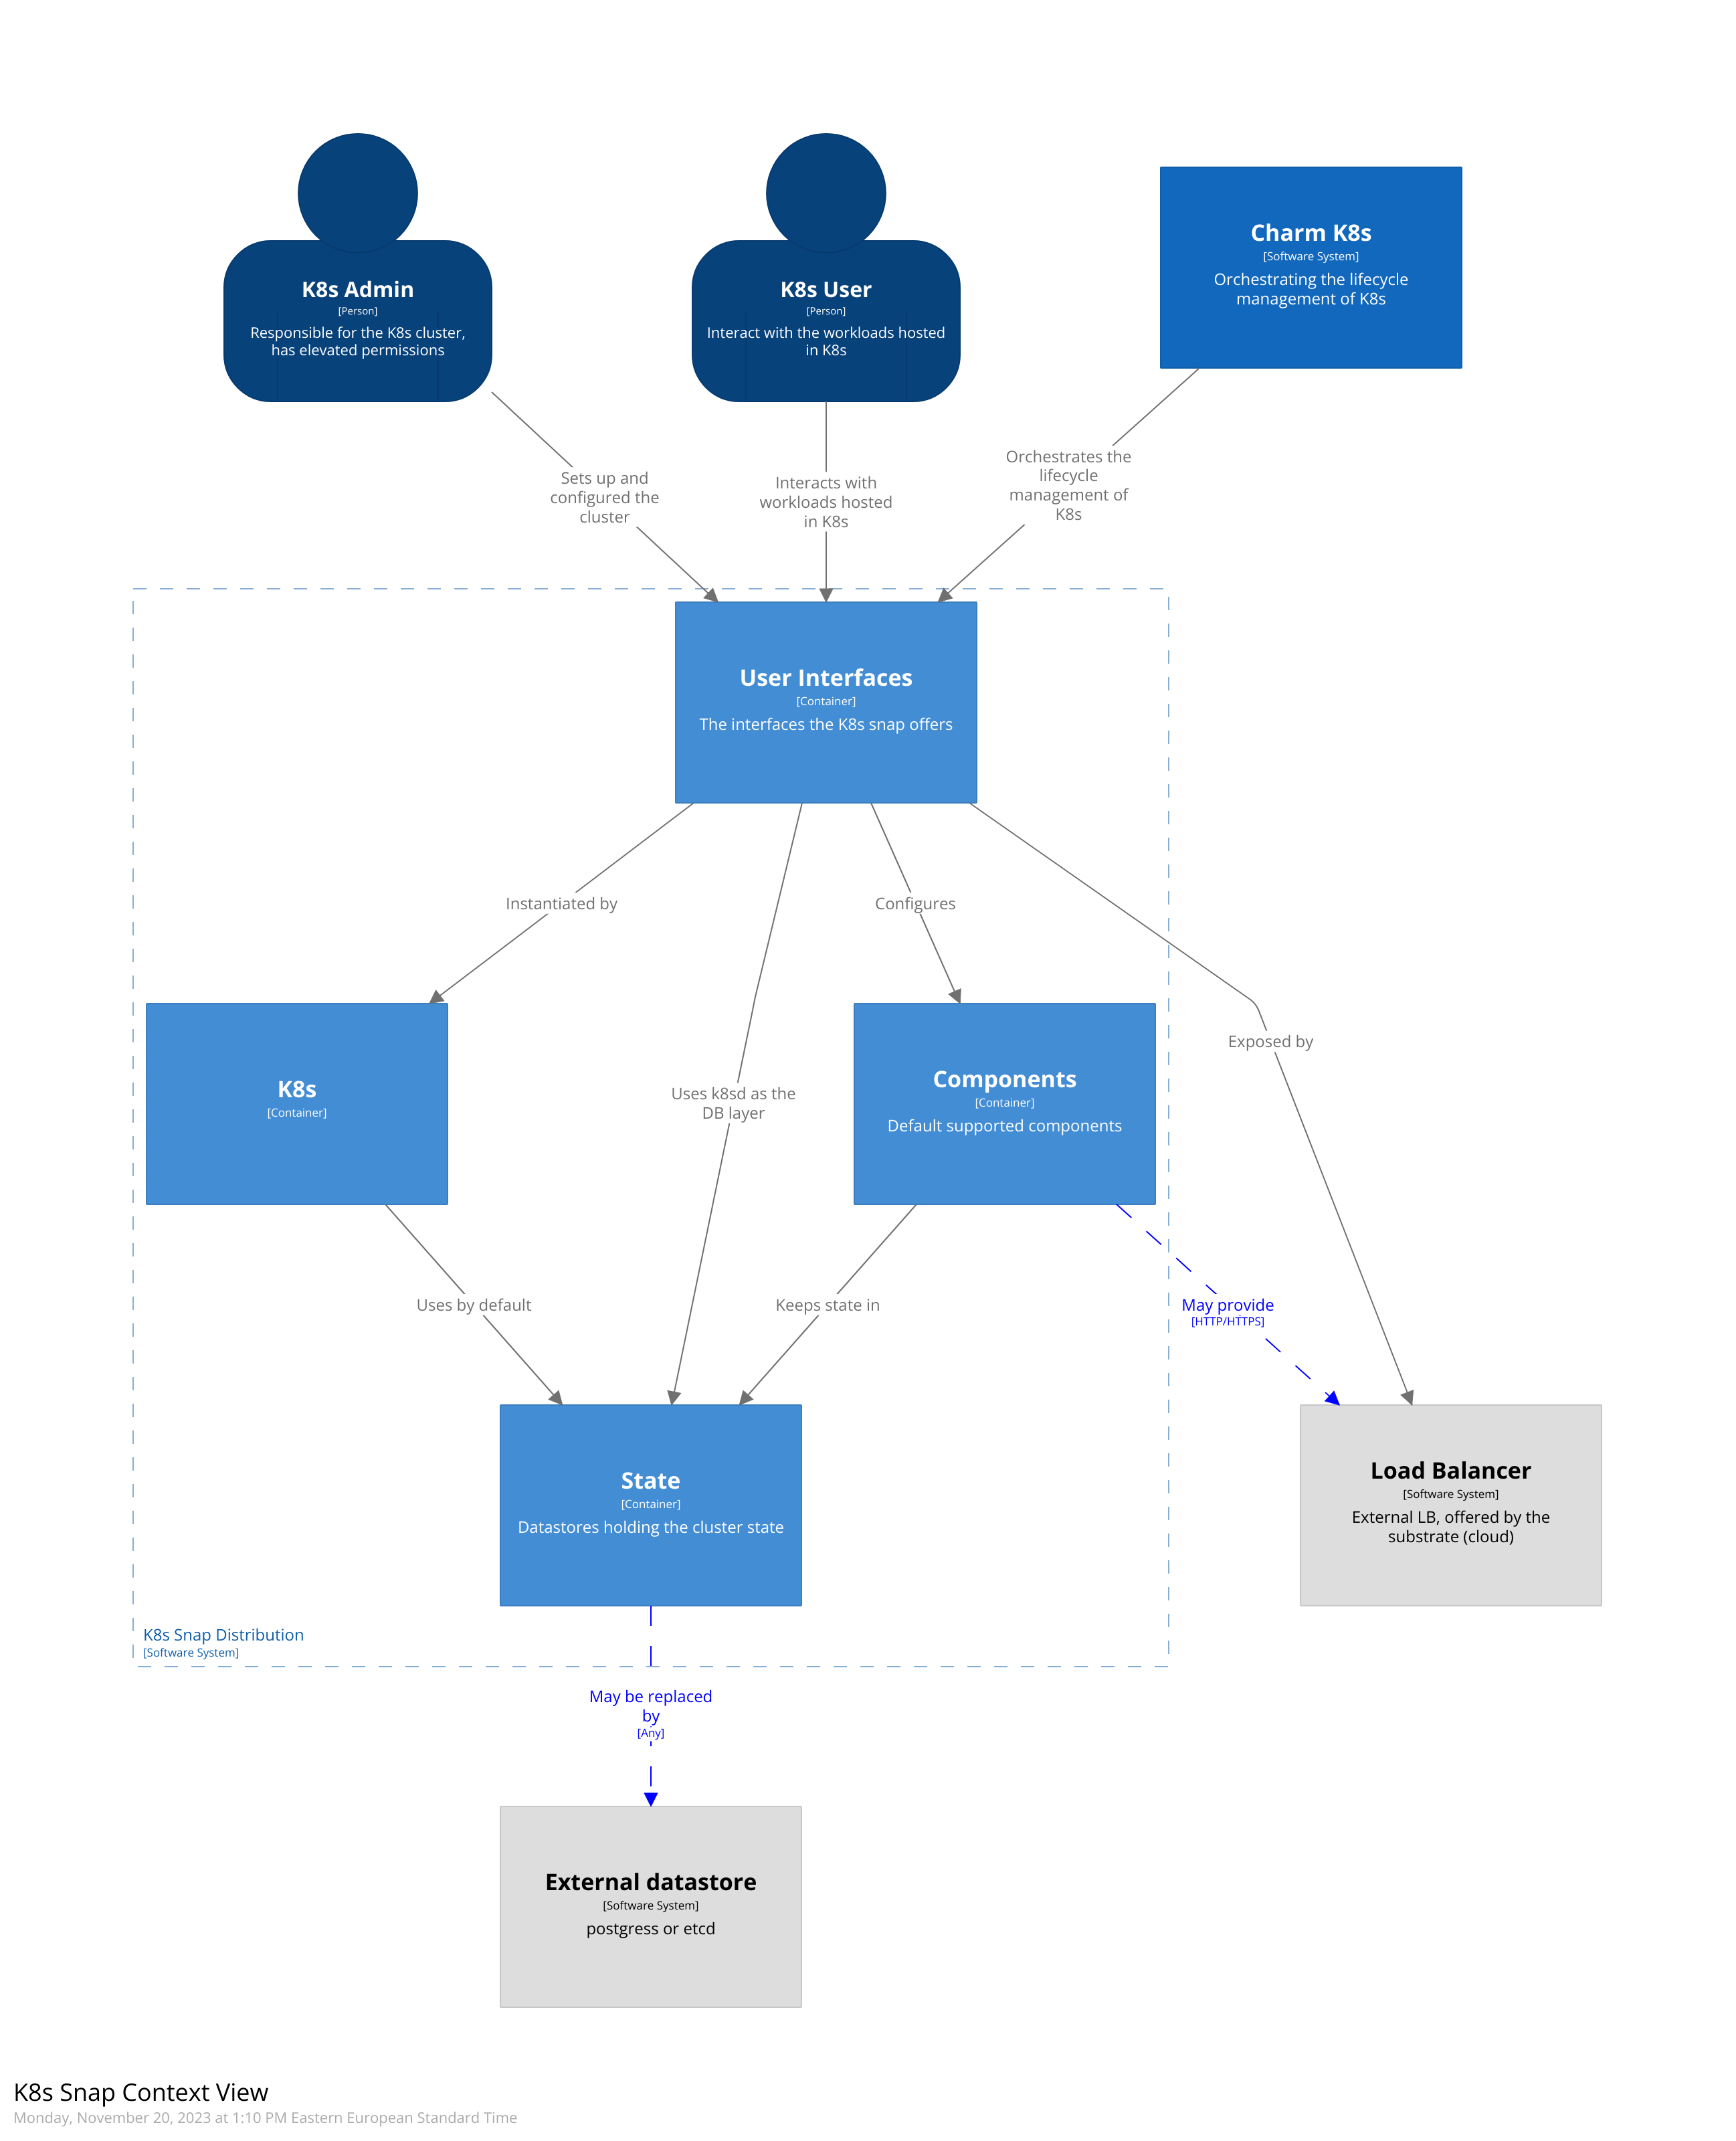 K8s Admin
[Person]
Responsible for the K8s cluster,
has elevated permissions
K8s User
[Person]
Interact with the workloads hosted
in K8s
Charm K8s
[Software System]
Orchestrating the lifecycle
management of K8s
Sets up and
configured the
cluster
Interacts with
workloads hosted
in K8s
Orchestrates the
lifecycle
management of
K8s
User Interfaces
[Container]
The interfaces the K8s snap offers
Instantiated by
Configures
Exposed by
K8s
[Container]
Uses k8sd as the
DB layer
Components
[Container]
Default supported components
Uses by default
Keeps state in
May provide
[HTTP/HTTPS]
State
[Container]
Datastores holding the cluster state
Load Balancer
[Software System]
External LB, offered by the
substrate (cloud)
K8s Snap Distribution
[Software System]
May be replaced
by
[Any]
External datastore
[Software System]
postgress or etcd
K8s Snap Context View
Monday, November 20, 2023 at 1:10 PM Eastern European Standard Time